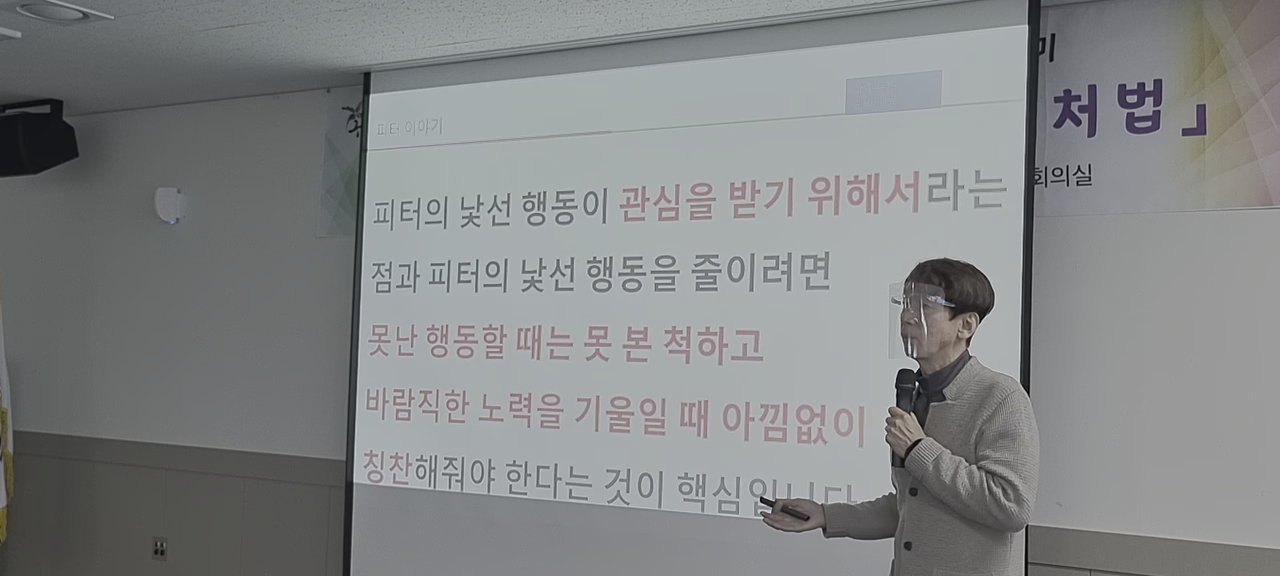 피터 이야기
피터의 낯선 행동이 관심을 받기 위해서라는
점과 피터의 낯선 행동을 줄이려면
못난 행동할 때는 못 본 척하고
바람직한 노력을 기울일 때 아낌없이
칭찬해줘야 한다는 것이 핵심입니다
미
처법」
회의실